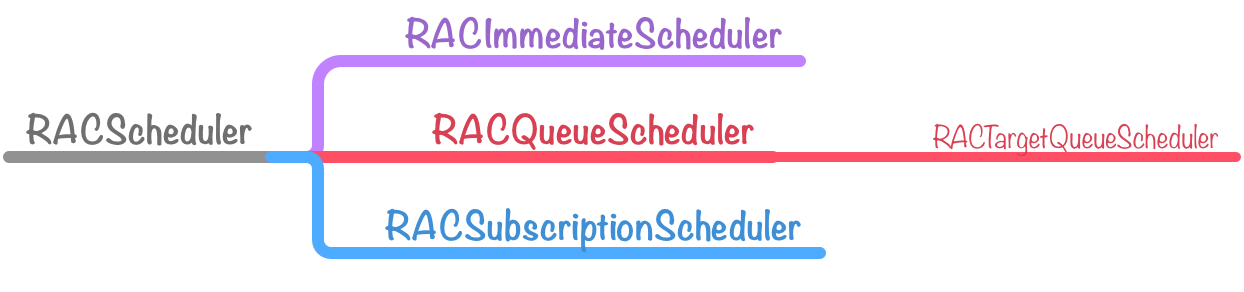 RACImmediateScheduler
RACScheduler
RACQueueScheduler
RACTargetQueueScheduler
RACSubscriptionScheduler